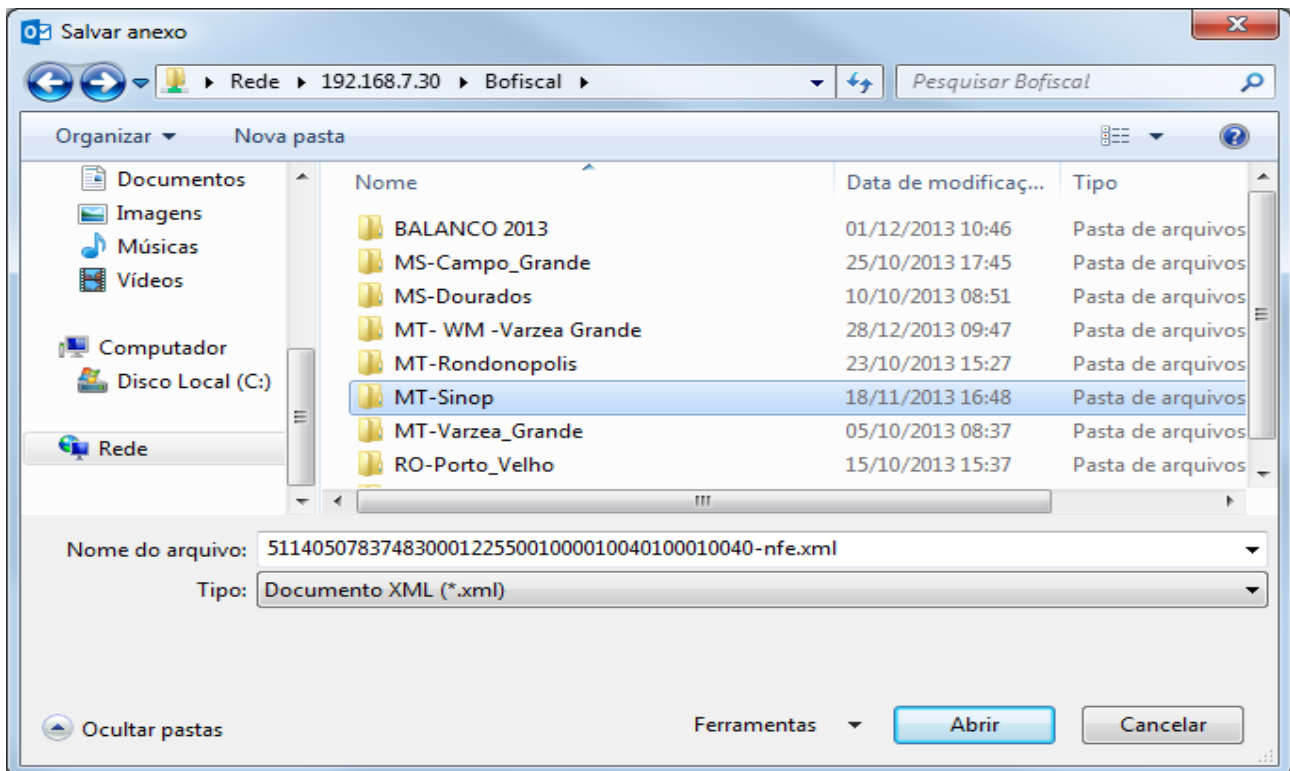 Salvar anexo
Rede ▸ 192.168.7.30 ▸ Bofiscal ▸
Pesquisar Bofiscal
Organizar
Nova pasta
Documentos
Imagens
Músicas
Vídeos
Computador
Disco Local (C:)
Rede
Nome Data de modificaç... Tipo
BALANCO 2013 01/12/2013 10:46 Pasta de arquivos
MS-Campo_Grande 25/10/2013 17:45 Pasta de arquivos
MS-Dourados 10/10/2013 08:51 Pasta de arquivos
MT- WM -Varzea Grande 28/12/2013 09:47 Pasta de arquivos
MT-Rondonopolis 23/10/2013 15:27 Pasta de arquivos
MT-Sinop 18/11/2013 16:48 Pasta de arquivos
MT-Varzea_Grande 05/10/2013 08:37 Pasta de arquivos
RO-Porto_Velho 15/10/2013 15:37 Pasta de arquivos
Nome do arquivo: 5114050783748300012255001000010040100010040-nfe.xml
Tipo: Documento XML (*.xml)
Ocultar pastas
Ferramentas
Abrir
Cancelar